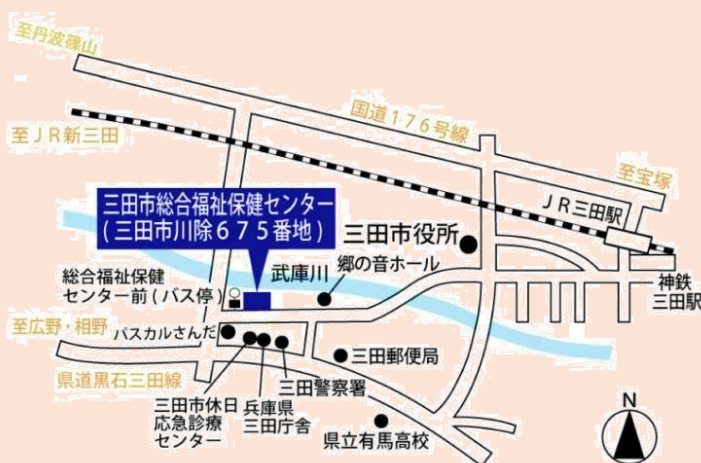 至丹波篠山
国道176号線
至JR新三田
至宝塚
JR三田駅
三田市総合福祉保健センター
(三田市川除675番地)
三田市役所
武庫川
郷の音ホール
総合福祉保健
センター前(バス停)
神鉄
三田駅
至広野・相野
パスカルさんだ
三田郵便局
県道黒石三田線
三田警察署
三田市休日
応急診療
センター
兵庫県
三田庁舎
県立有馬高校
N